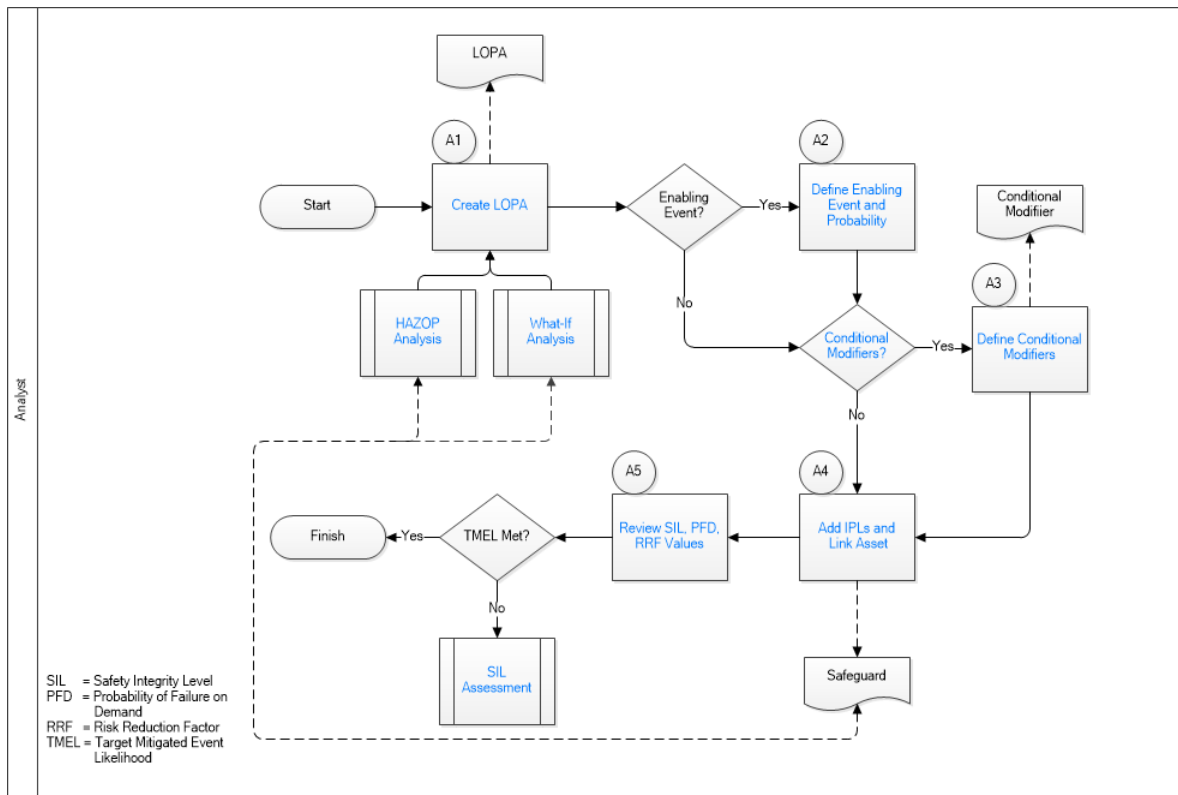 LOPA
A1
A2
Start
Create LOPA
Enabling
Event?
Yes
Define Enabling
Event and
Probability
Conditional
Modifiier
A3
No
HAZOP
Analysis
What-If
Analysis
Conditional
Modifiers?
Yes
Define Conditional
Modifiers
Analyst
No
A5
A4
Finish
Yes
TMEL Met?
Review SIL, PFD,
RRF Values
Add IPLs and
Link Asset
No
SIL
Assessment
Safeguard
SIL = Safety Integrity Level
PFD = Probability of Failure on
Demand
RRF = Risk Reduction Factor
TMEL = Target Mitigated Event
Likelihood